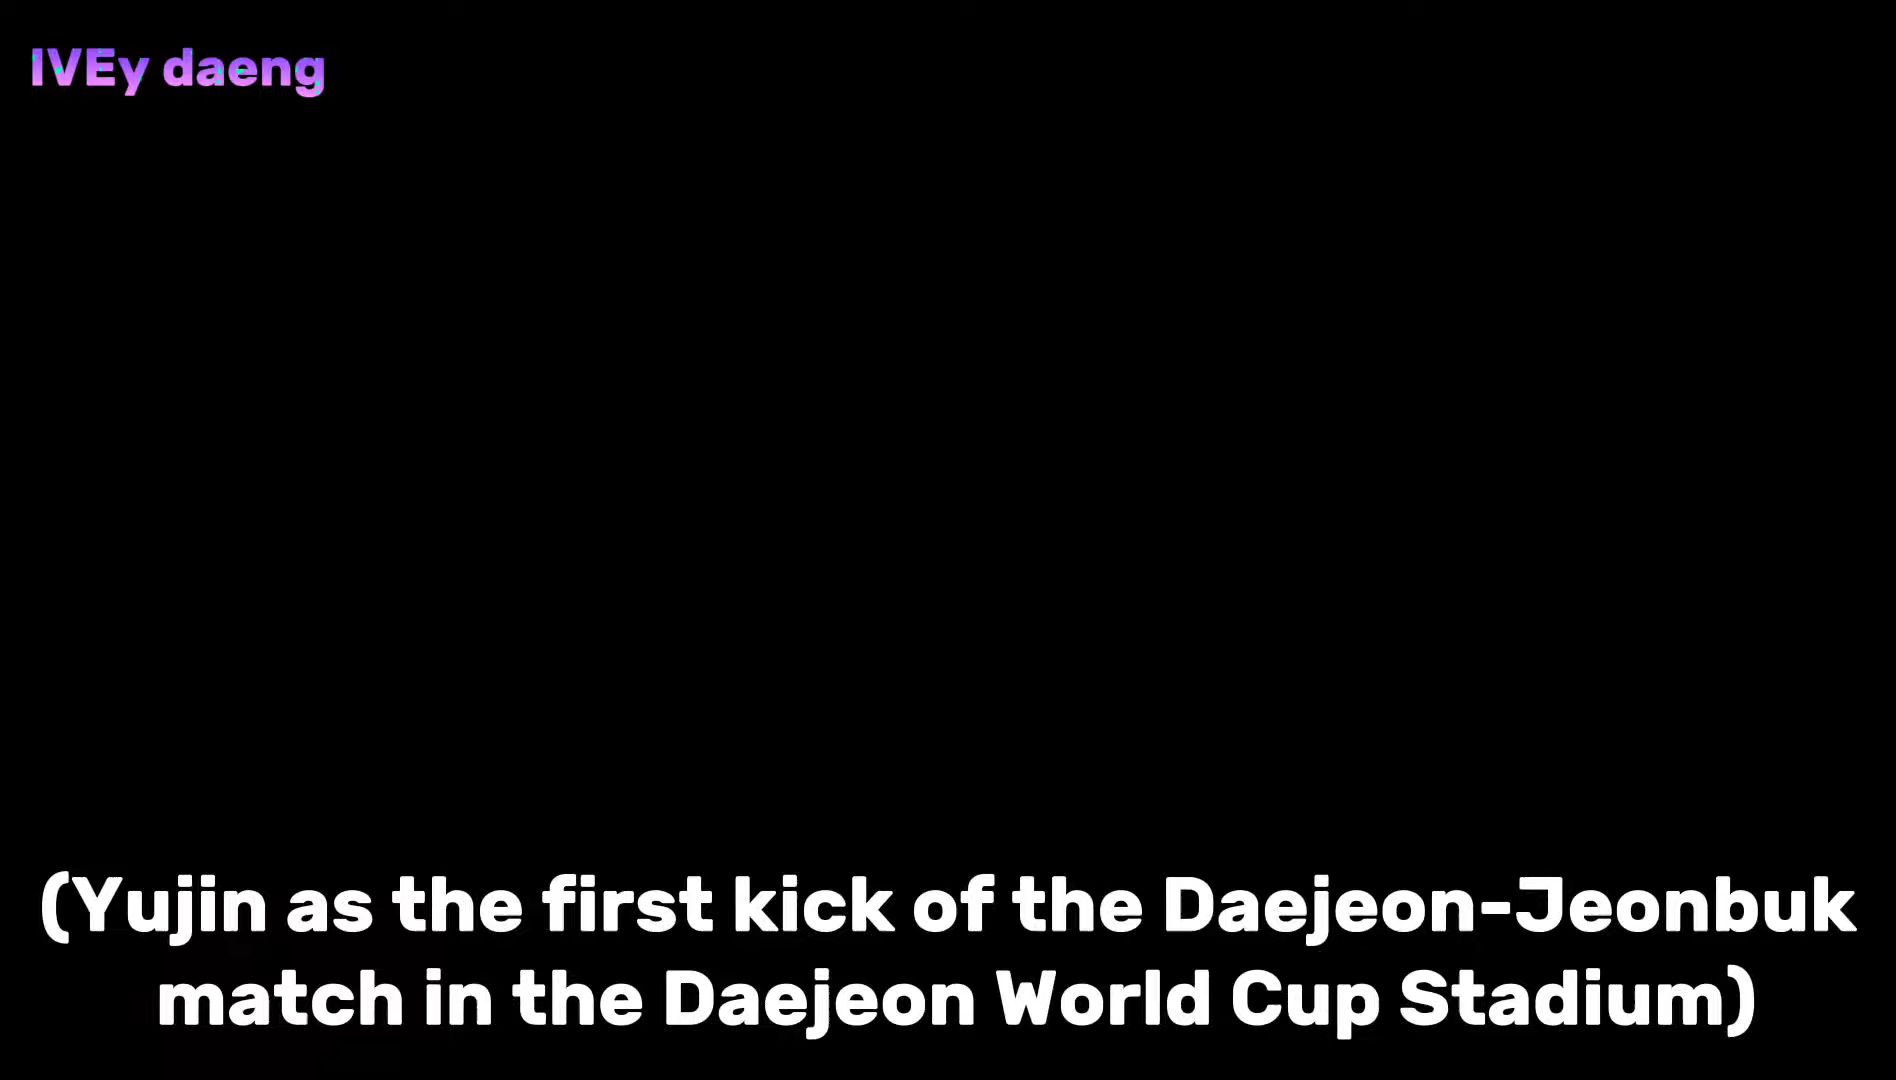 IVEy daeng
(Yujin as the first kick of the Daejeon-Jeonbuk
match in the Daejeon World Cup Stadium)